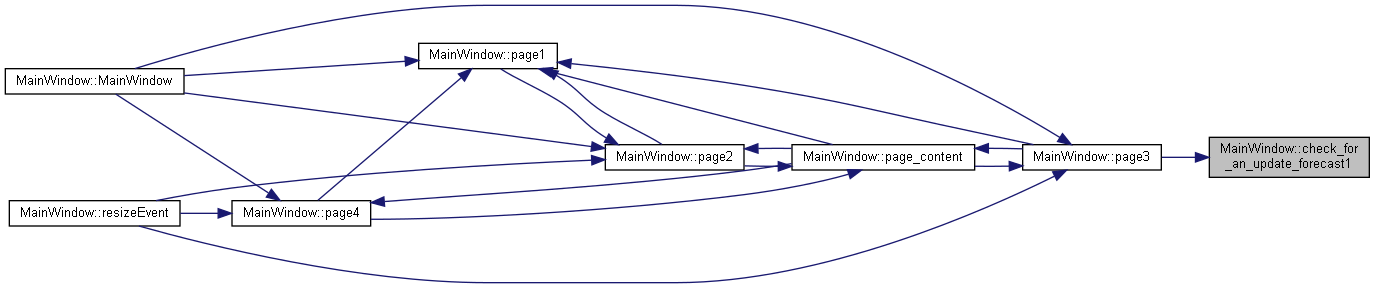 MainWindow::page1
MainWindow::MainWindow
MainWindow::check_for
_an_update_forecast1
MainWindow::page2
MainWindow::page_content
MainWindow::page3
MainWindow::resizeEvent
MainWindow::page4